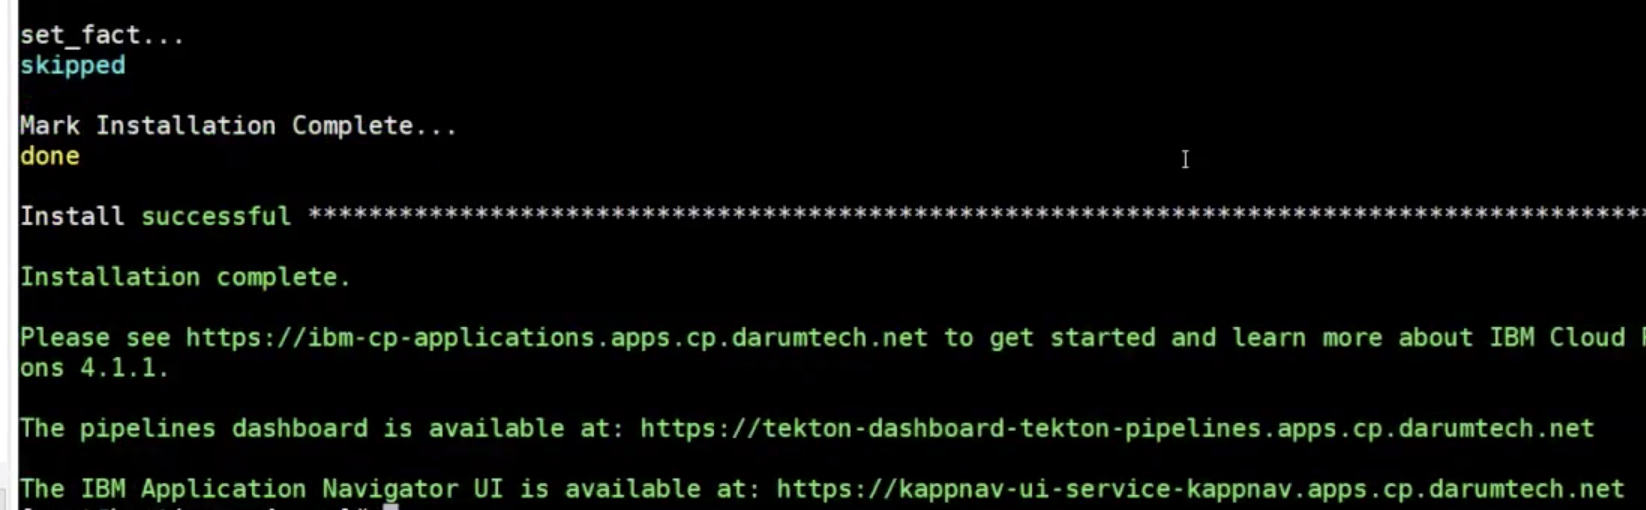 set_fact...
skipped
Mark Installation Complete...
done
Install successful ****************************************************************************************
Installation complete.
Please see https://ibm-cp-applications.apps.cp.darumtech.net to get started and learn more about IBM Cloud
ons 4.1.1.
The pipelines dashboard is available at: https://tekton-dashboard-tekton-pipelines.apps.cp.darumtech.net
The IBM Application Navigator UI is available at: https://kappnav-ui-service-kappnav.apps.cp.darumtech.net